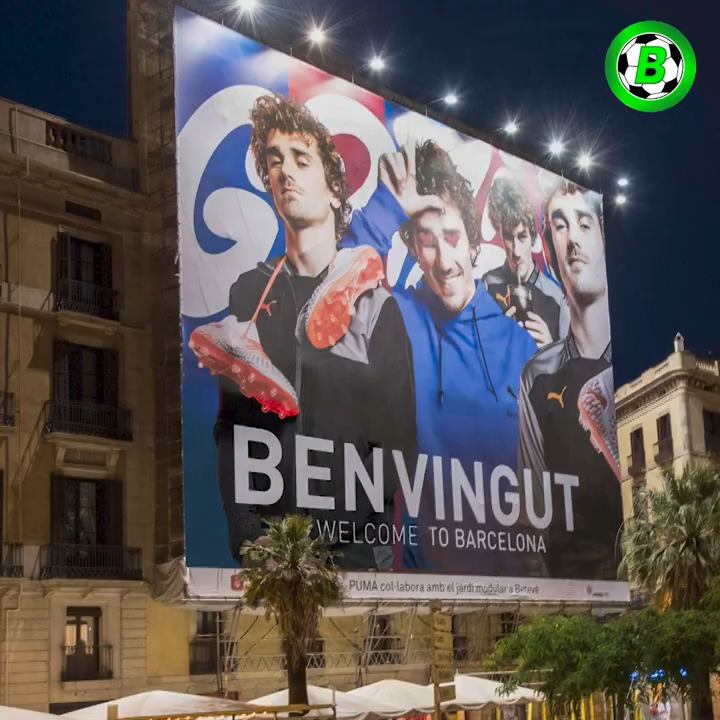 B
BENVINGUT
WELCOME TO BARCELONA
PUMA col·labora amb el jardí modular a Betevé